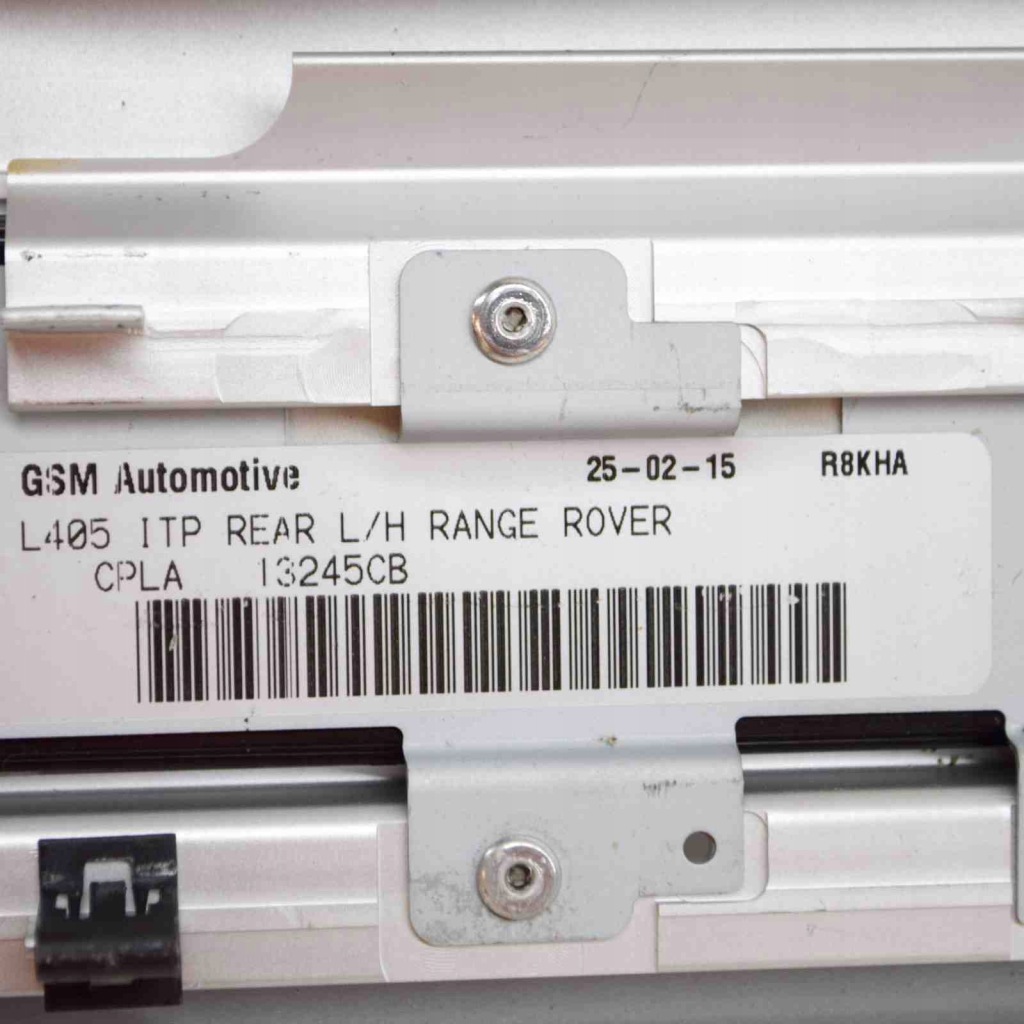 GSM Automotive 25-02-15 R8KHA
L405 ITP REAR L/H RANGE ROVER
CPLA 13245CB